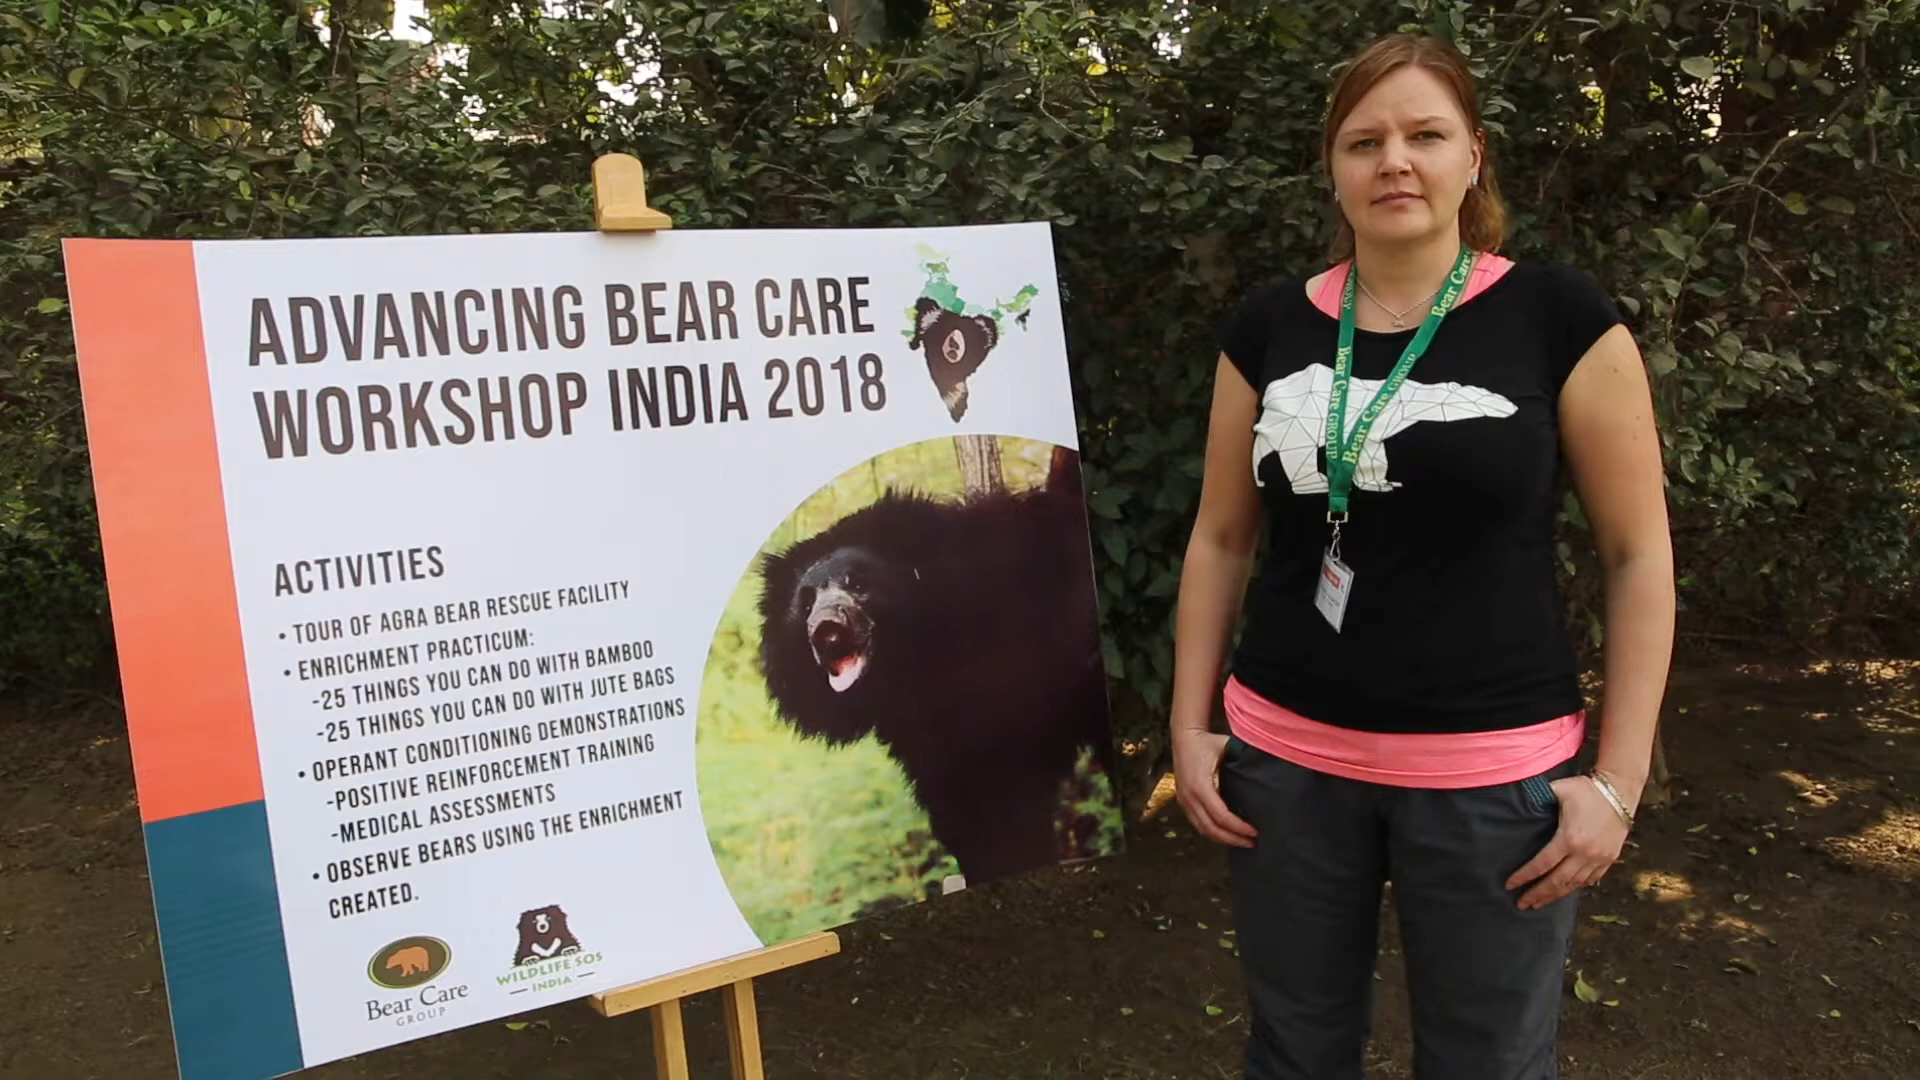 ADVANCING BEAR CARE
WORKSHOP INDIA 2018
ACTIVITIES
• TOUR OF AGRA BEAR RESCUE FACILITY
• ENRICHMENT PRACTICUM:
-25 THINGS YOU CAN DO WITH BAMBOO
-25 THINGS YOU CAN DO WITH JUTE BAGS
• OPERANT CONDITIONING DEMONSTRATIONS
-POSITIVE REINFORCEMENT TRAINING
-MEDICAL ASSESSMENTS
• OBSERVE BEARS USING THE ENRICHMENT
CREATED.
Bear Care
GROUP
WILDLIFE SOS
INDIA
Bear Care
Bear Care GROUP
Bear Care GROUP